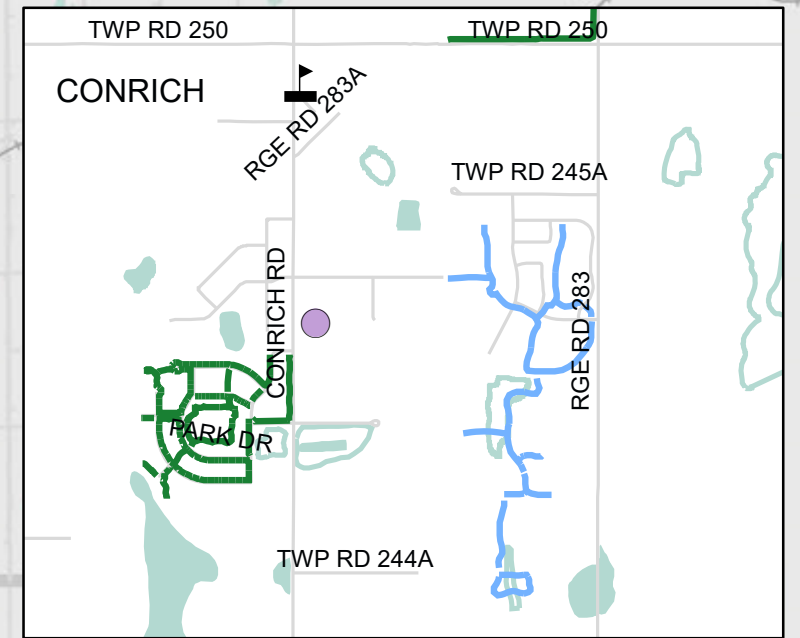 TWP RD 250
TWP RD 250
CONRICH
RGE RD 283A
TWP RD 245A
CONRICH RD
RGE RD 283
PARK DR
TWP RD 244A